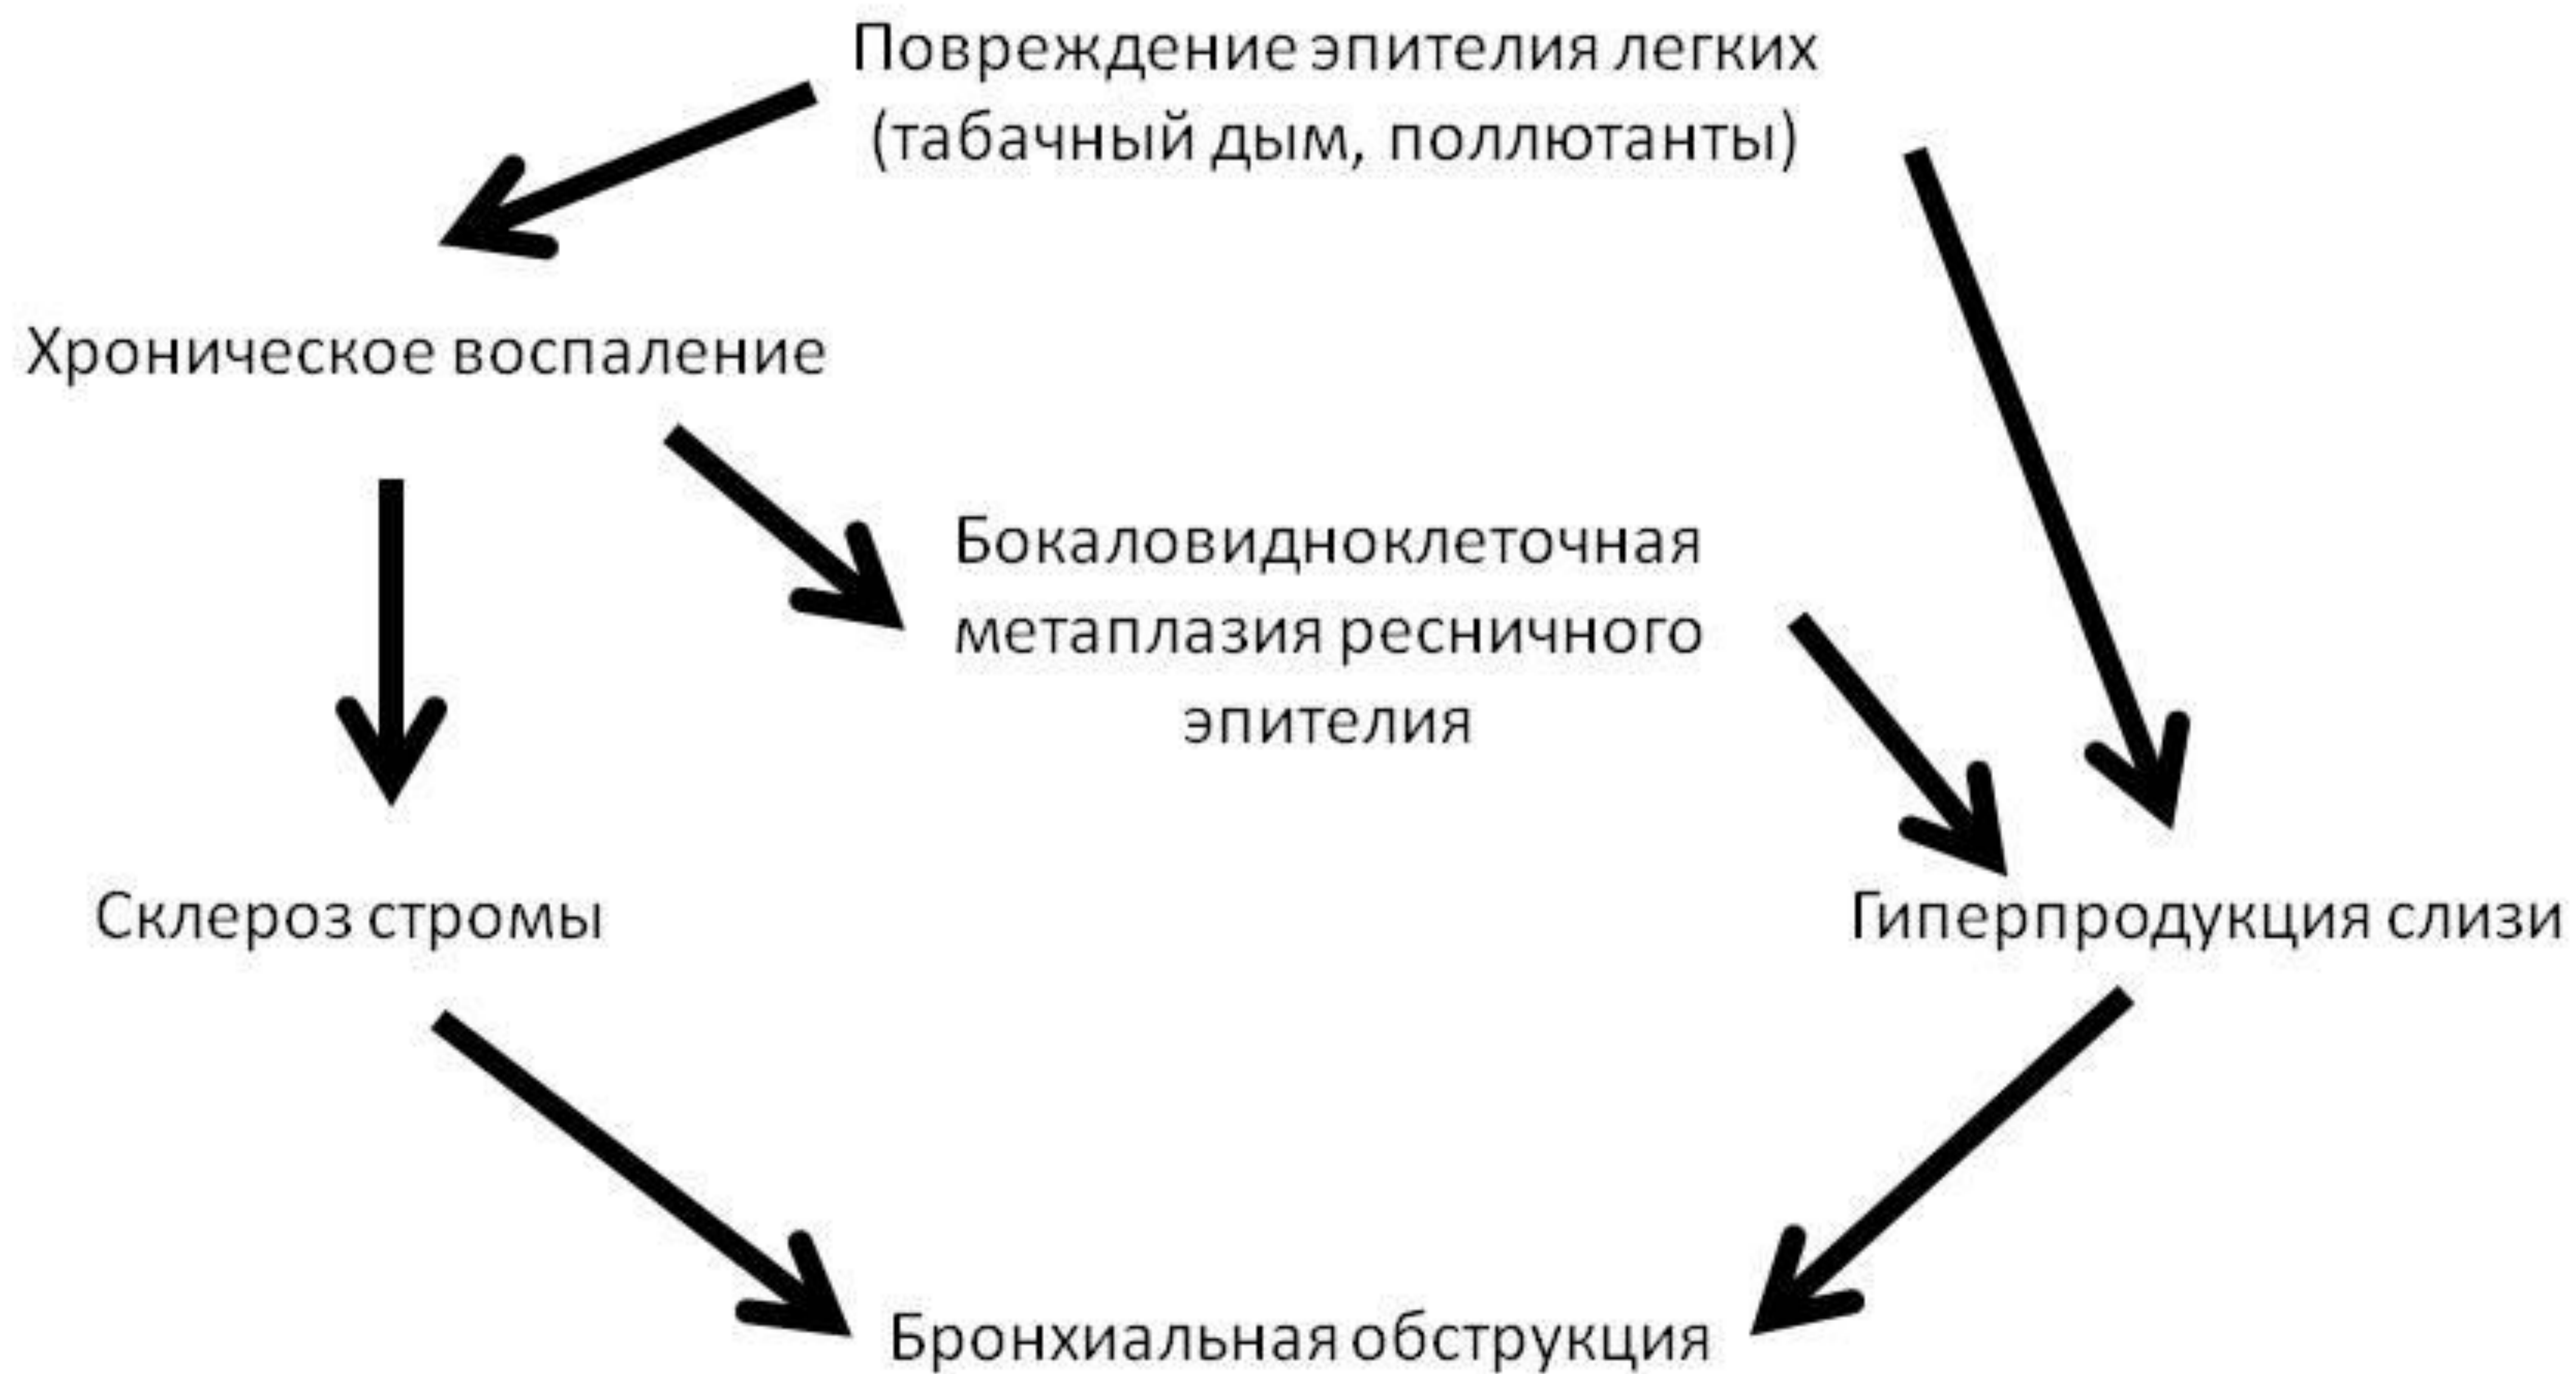 Повреждение эпителия легких
(табачный дым, поллютанты)
Хроническое воспаление
Бокаловидноклеточная
метаплазия ресничного
эпителия
Склероз стромы
Гиперпродукция слизи
Бронхиальная обструкция